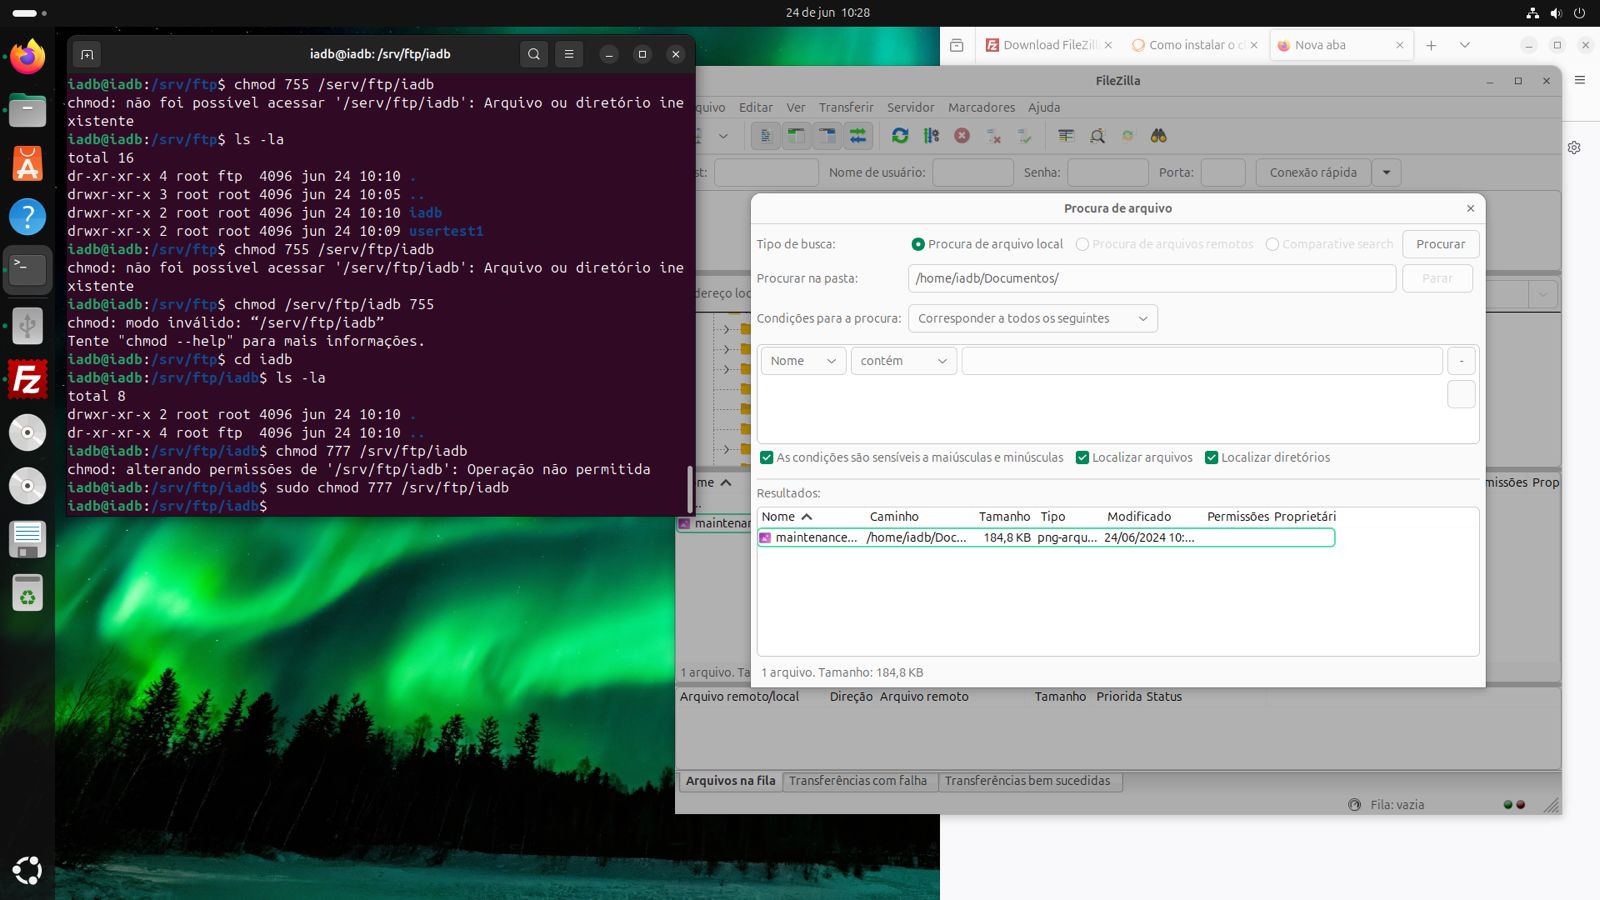 24 de jun 10:28
iadb@iadb: /srv/ftp/iadb
iadb@iadb:/srv/ftp$ chmod 755 /serv/ftp/iadb
chmod: não foi possível acessar '/serv/ftp/iadb': Arquivo ou diretório ine
xistente
iadb@iadb:/srv/ftp$ ls -la
total 16
dr-xr-xr-x 4 root ftp  4096 jun 24 10:10 .
drwxr-xr-x 3 root root 4096 jun 24 10:05 ..
drwxr-xr-x 2 root root 4096 jun 24 10:10 iadb
drwxr-xr-x 2 root root 4096 jun 24 10:09 usertest1
iadb@iadb:/srv/ftp$ chmod 755 /serv/ftp/iadb
chmod: não foi possível acessar '/serv/ftp/iadb': Arquivo ou diretório ine
xistente
iadb@iadb:/srv/ftp$ chmod /serv/ftp/iadb 755
chmod: modo inválido: “/serv/ftp/iadb”
Tente "chmod --help" para mais informações.
iadb@iadb:/srv/ftp$ cd iadb
iadb@iadb:/srv/ftp/iadb$ ls -la
total 8
drwxr-xr-x 2 root root 4096 jun 24 10:10 .
dr-xr-xr-x 4 root ftp  4096 jun 24 10:10 ..
iadb@iadb:/srv/ftp/iadb$ chmod 777 /srv/ftp/iadb
chmod: alterando permissões de '/srv/ftp/iadb': Operação não permitida
iadb@iadb:/srv/ftp/iadb$ sudo chmod 777 /srv/ftp/iadb
iadb@iadb:/srv/ftp/iadb$
Download FileZill
Como instalar o cl
Nova aba
FileZilla
quivo Editar Ver Transferir Servidor Marcadores Ajuda
st: Nome de usuário: Senha: Porta: Conexão rápida
dereço loc
Procura de arquivo
Tipo de busca: Procura de arquivo local Procura de arquivos remotos Comparative search Procurar
Procurar na pasta: /home/iadb/Documentos/ Parar
Condições para a procura: Corresponder a todos os seguintes
Nome contém -
As condições são sensíveis a maiúsculas e minúsculas Localizar arquivos Localizar diretórios
Resultados:
Nome Caminho Tamanho Tipo Modificado Permissões Proprietári
maintenance... /home/iadb/Doc... 184,8 KB png-arqu... 24/06/2024 10:...
1 arquivo. Tamanho: 184,8 KB
me missões Prop
..
maintenan
1 arquivo. Ta
Arquivo remoto/local Direção Arquivo remoto Tamanho Priorida Status
Arquivos na fila Transferências com falha Transferências bem sucedidas
Fila: vazia